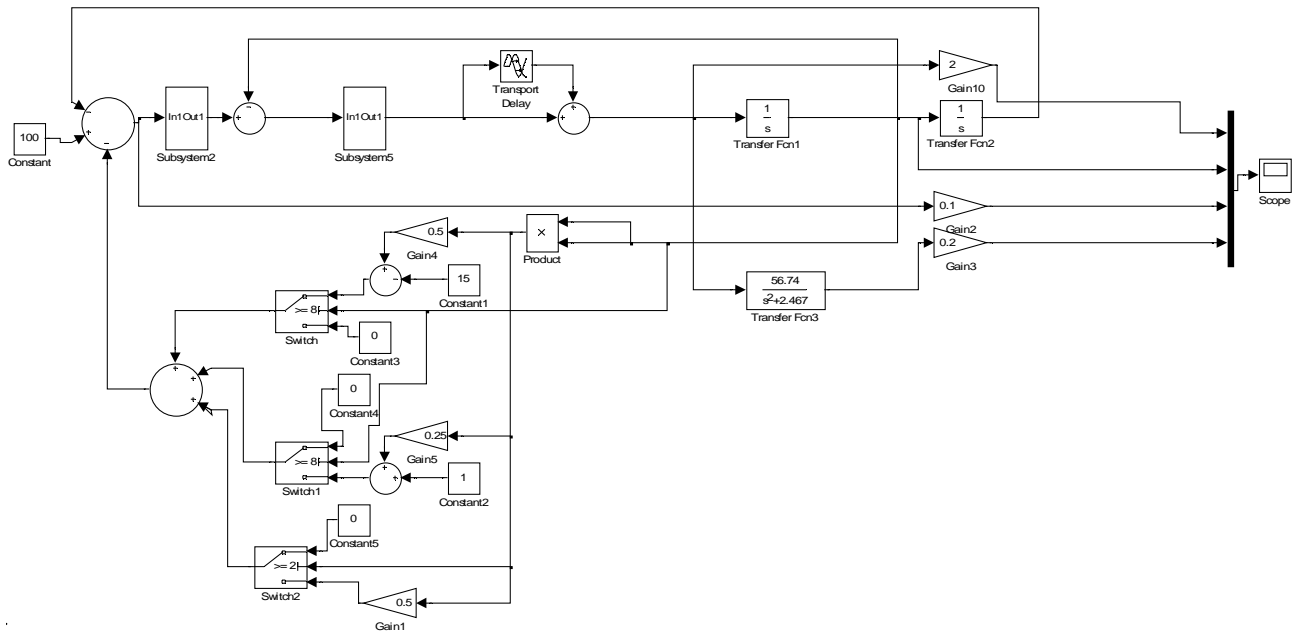 2
Gain10
Transport
Delay
100
Constant
In1Out1
Subsystem2
In1Out1
Subsystem5
1
s
Transfer Fcn1
1
s
Transfer Fcn2
Scope
0.1
Gain2
0.2
Gain3
0.5
Gain4
×
Product
15
Constant1
56.74
s²+2.467
Transfer Fcn3
>= 8
Switch
0
Constant3
0
Constant4
0.25
Gain5
>= 8
Switch1
1
Constant2
0
Constant5
>= 2
Switch2
0.5
Gain1